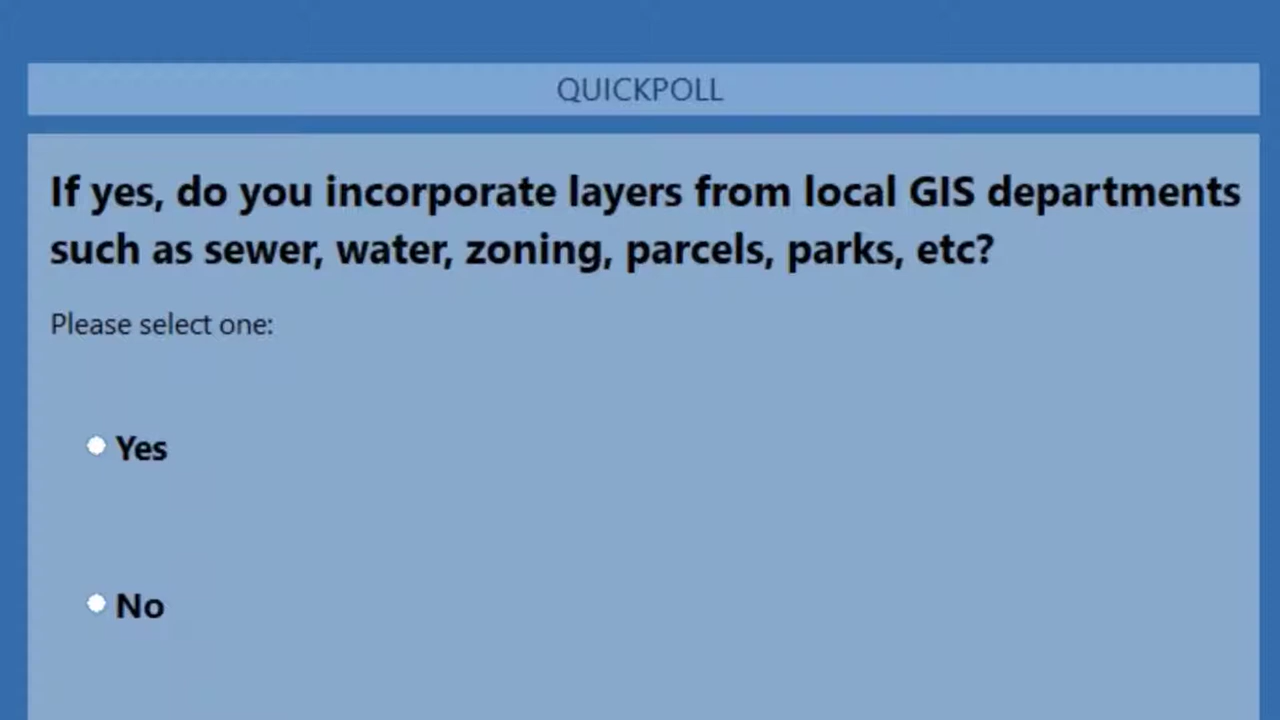 QUICKPOLL
If yes, do you incorporate layers from local GIS departments
such as sewer, water, zoning, parcels, parks, etc?
Please select one:
Yes
No